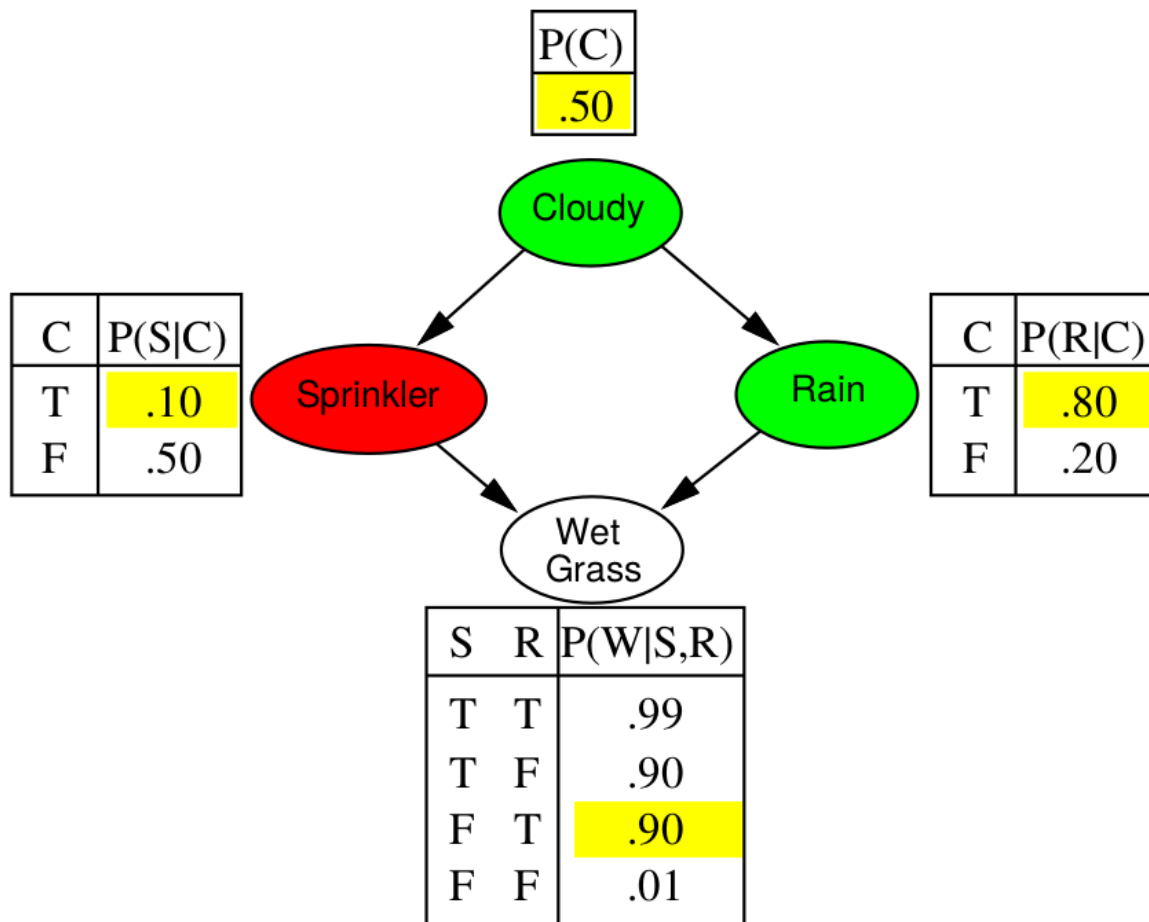 P(C)
.50
Cloudy
C P(S|C)
T .10
F .50
Sprinkler
Rain
C P(R|C)
T .80
F .20
Wet
Grass
S R P(W|S,R)
T T .99
T F .90
F T .90
F F .01